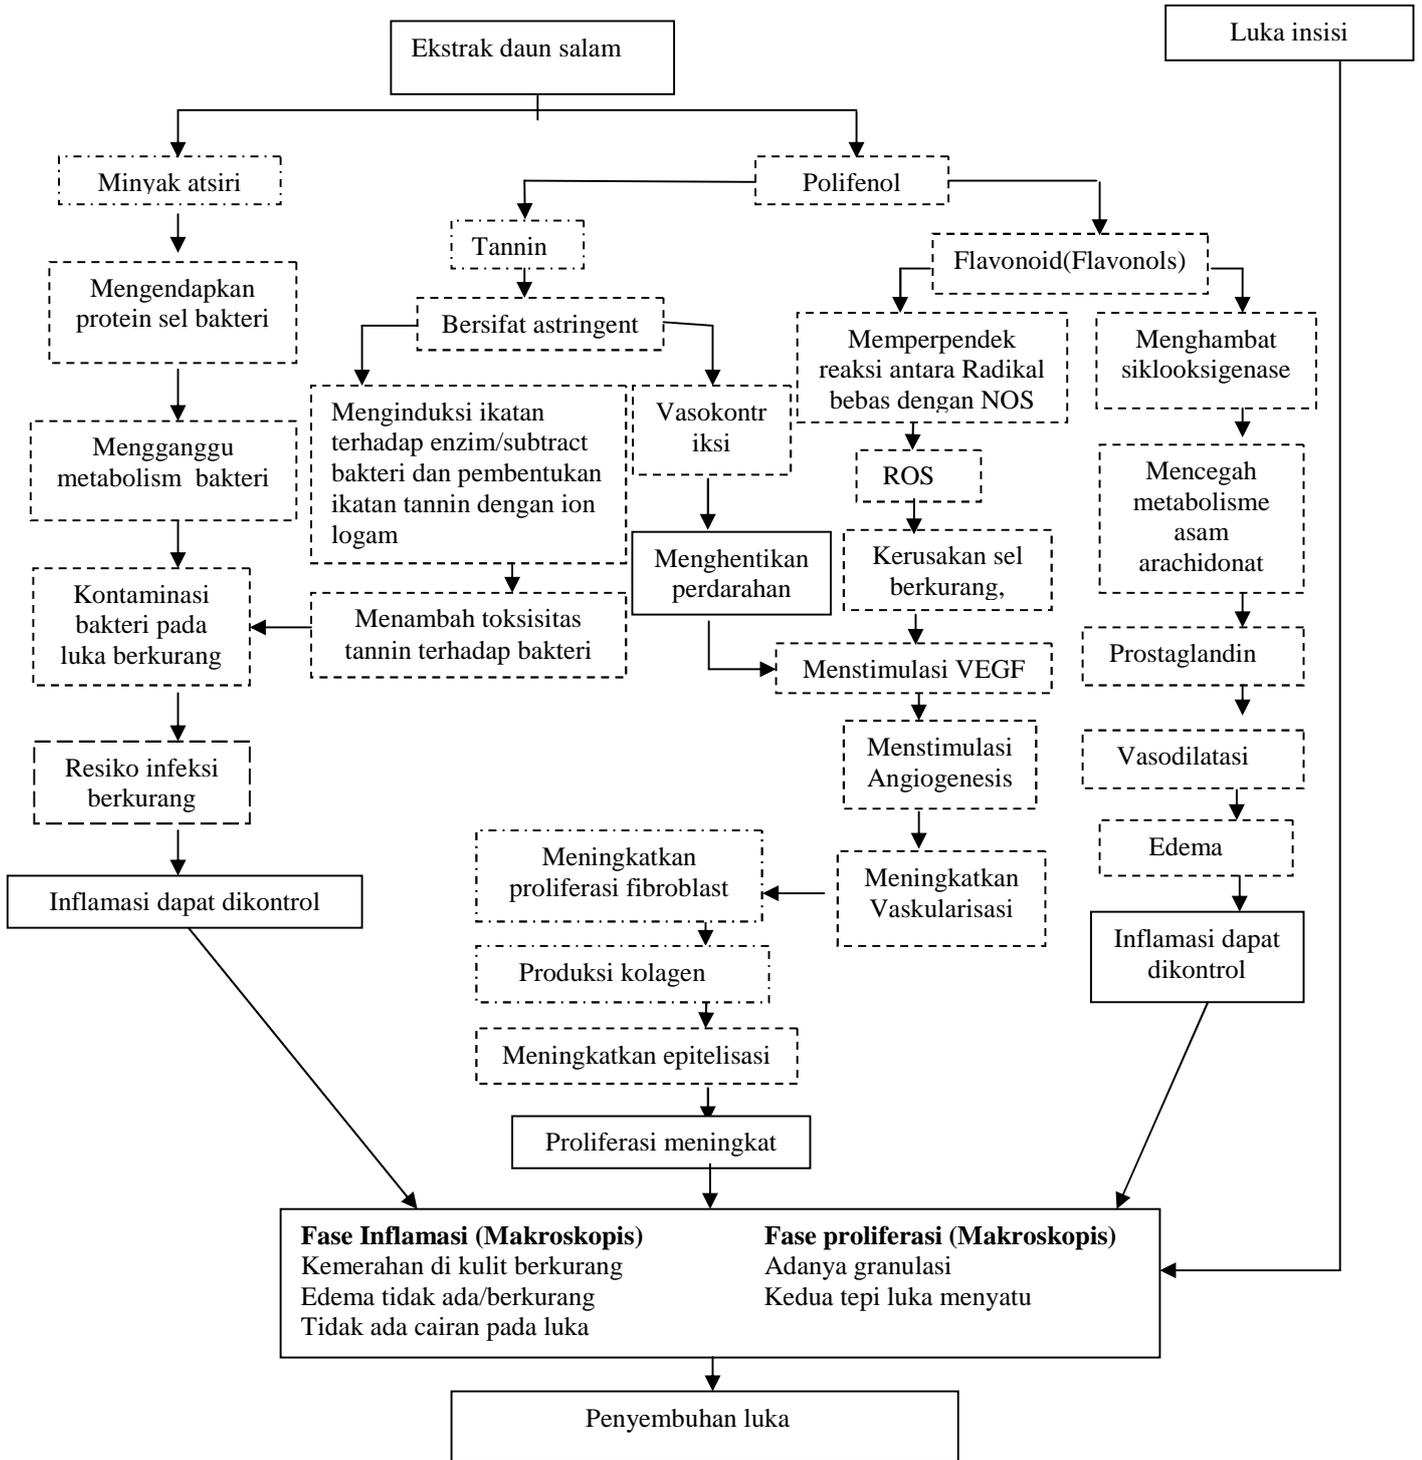 Ekstrak daun salam
Luka insisi
Minyak atsiri
Polifenol
Tannin
Flavonoid(Flavonols)
Mengendapkan
protein sel bakteri
Bersifat astringent
Memperpendek
reaksi antara Radikal
bebas dengan NOS
Menghambat
siklooksigenase
Mengganggu
metabolism  bakteri
Menginduksi ikatan
terhadap enzim/subtract
bakteri dan pembentukan
ikatan tannin dengan ion
logam
Vasokontr
iksi
ROS
Mencegah
metabolisme
asam
arachidonat
Menghentikan
perdarahan
Kerusakan sel
berkurang,
Kontaminasi
bakteri pada
luka berkurang
Menambah toksisitas
tannin terhadap bakteri
Menstimulasi VEGF
Prostaglandin
Resiko infeksi
berkurang
Menstimulasi
Angiogenesis
Vasodilatasi
Meningkatkan
proliferasi fibroblast
Meningkatkan
Vaskularisasi
Edema
Inflamasi dapat dikontrol
Produksi kolagen
Inflamasi dapat
dikontrol
Meningkatkan epitelisasi
Proliferasi meningkat
Fase Inflamasi (Makroskopis)
Kemerahan di kulit berkurang
Edema tidak ada/berkurang
Tidak ada cairan pada luka
Fase proliferasi (Makroskopis)
Adanya granulasi
Kedua tepi luka menyatu
Penyembuhan luka